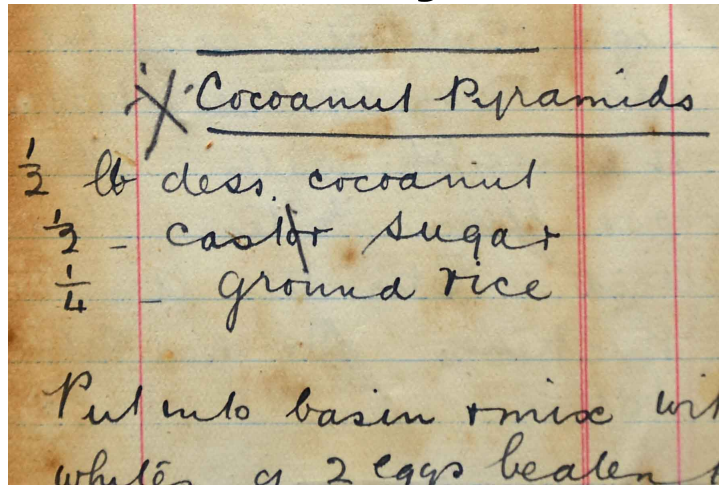 Cocoanut Pyramids
½ lb dess. cocoanut
½ - castor sugar
¼ - ground rice
Put into basin + mix
whites of 2 eggs beaten